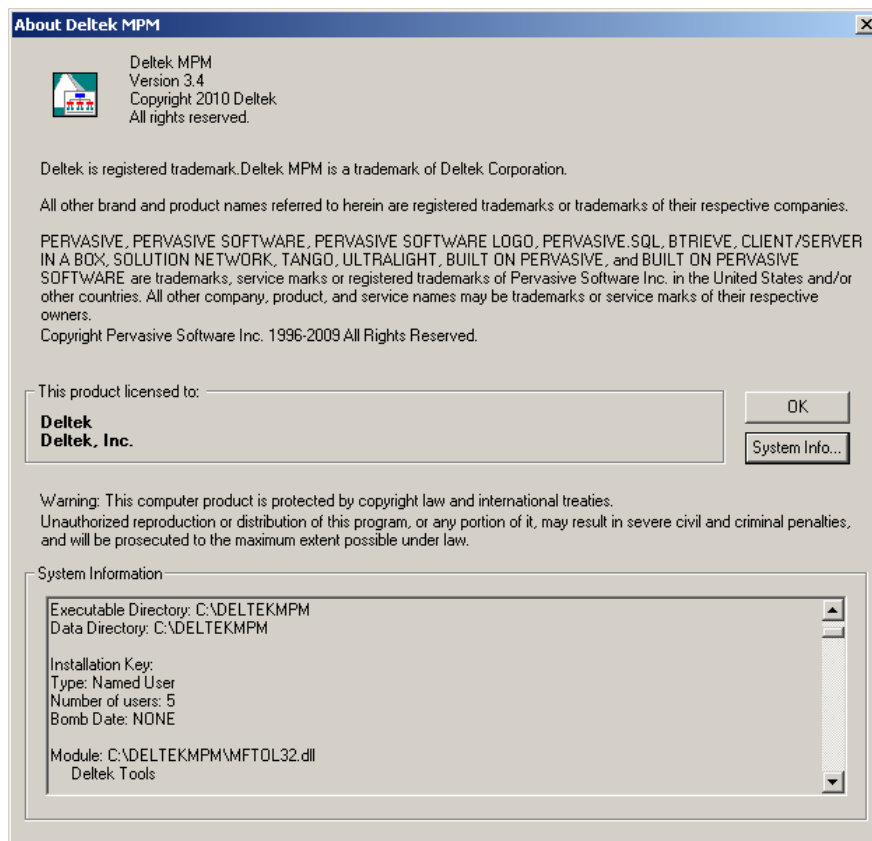 About Deltek MPM
Deltek MPM
Version 3.4
Copyright 2010 Deltek
All rights reserved.
Deltek is registered trademark.Deltek MPM is a trademark of Deltek Corporation.
All other brand and product names referred to herein are registered trademarks or trademarks of their respective companies.
PERVASIVE, PERVASIVE SOFTWARE, PERVASIVE SOFTWARE LOGO, PERVASIVE.SQL, BTRIEVE, CLIENT/SERVER
IN A BOX, SOLUTION NETWORK, TANGO, ULTRALIGHT, BUILT ON PERVASIVE, and BUILT ON PERVASIVE
SOFTWARE are trademarks, service marks or registered trademarks of Pervasive Software Inc. in the United States and/or
other countries. All other company, product, and service names may be trademarks or service marks of their respective
owners.
Copyright Pervasive Software Inc. 1996-2009 All Rights Reserved.
This product licensed to:
Deltek
Deltek, Inc.
OK
System Info...
Warning: This computer product is protected by copyright law and international treaties.
Unauthorized reproduction or distribution of this program, or any portion of it, may result in severe civil and criminal penalties,
and will be prosecuted to the maximum extent possible under law.
System Information
Executable Directory: C:\DELTEKMPM
Data Directory: C:\DELTEKMPM
Installation Key:
Type: Named User
Number of users: 5
Bomb Date: NONE
Module: C:\DELTEKMPM\MFTOL32.dll
Deltek Tools